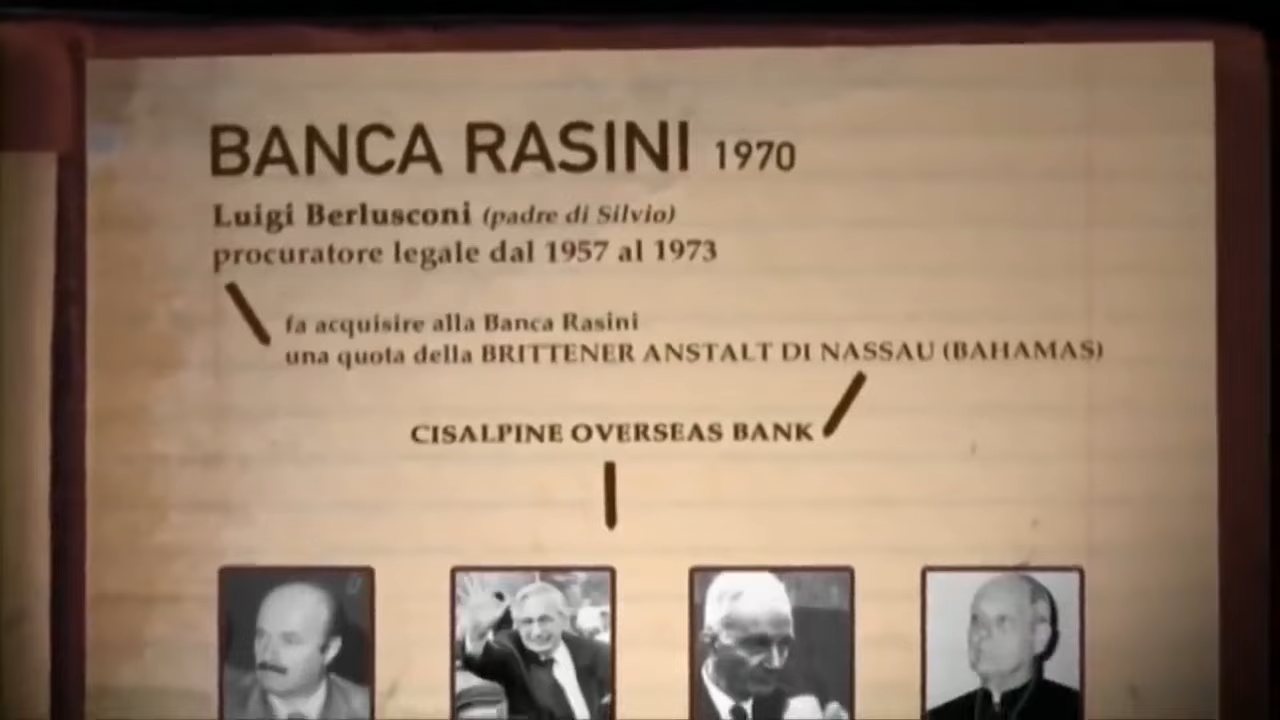 BANCA RASINI 1970
Luigi Berlusconi (padre di Silvio)
procuratore legale dal 1957 al 1973
fa acquisire alla Banca Rasini
una quota della BRITTENER ANSTALT DI NASSAU (BAHAMAS)
CISALPINE OVERSEAS BANK